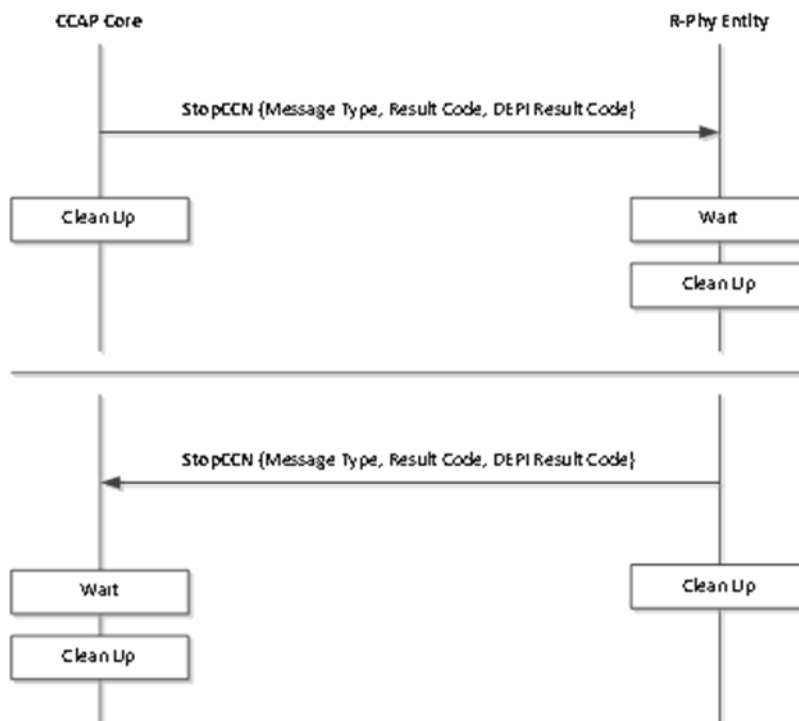 CCAP Core
R-Phy Entity
StopCCN {Message Type, Result Code, DEPI Result Code}
Clean Up
Wait
Clean Up
StopCCN {Message Type, Result Code, DEPI Result Code}
Wait
Clean Up
Clean Up